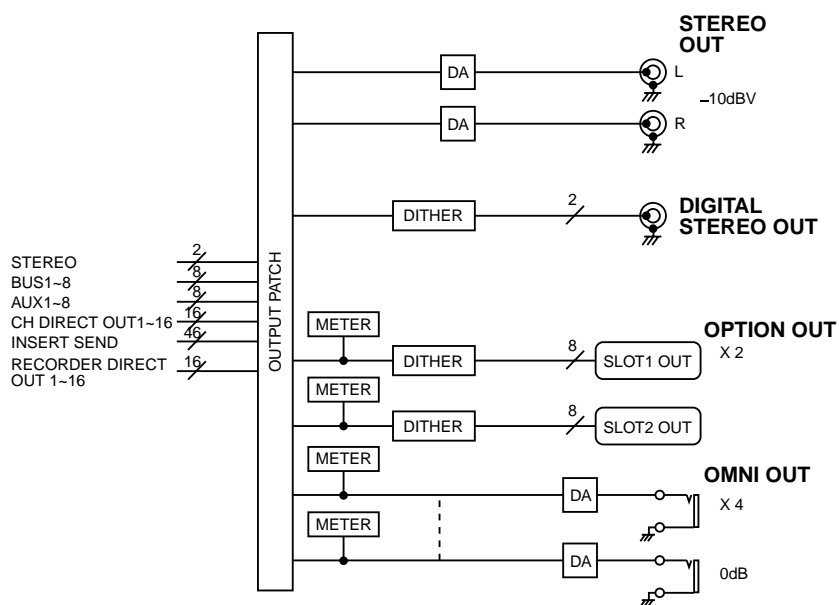 STEREO
OUT
DA
L
–10dBV
DA
R
2
DITHER
DIGITAL
STEREO OUT
STEREO
2
BUS1~8
8
AUX1~8
8
CH DIRECT OUT1~16
16
INSERT SEND
46
RECORDER DIRECT
OUT 1~16
16
OUTPUT PATCH
METER
OPTION OUT
X 2
8
DITHER
SLOT1 OUT
METER
8
DITHER
SLOT2 OUT
METER
OMNI OUT
DA
X 4
METER
DA
0dB